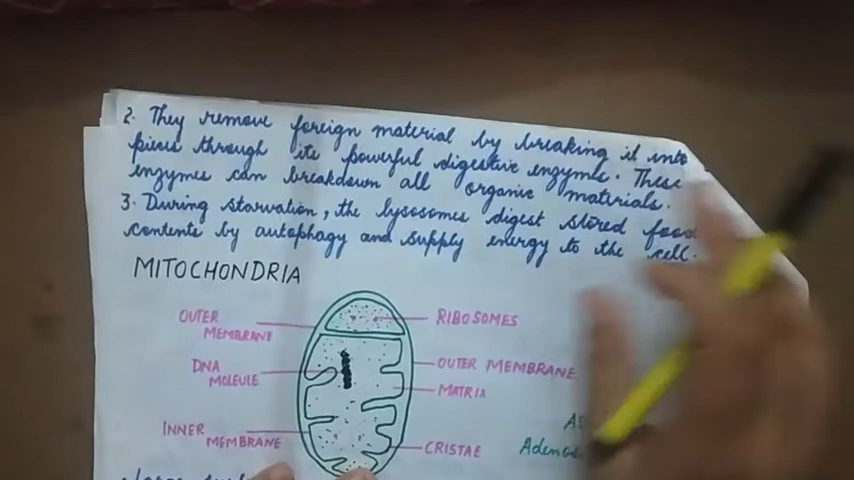 2. They remove foreign material by breaking it into
piece through its powerful digestive enzyme. These
enzymes can breakdown all organic materials.
3. During starvation, the lysosomes digest stored food
contents by autophagy and supply energy to the cell.
MITOCHONDRIA
OUTER
MEMBRANE
RIBOSOMES
DNA
MOLEULE
OUTER MEMBRANE
MATRIX
INNER
MEMBRANE
CRISTAE